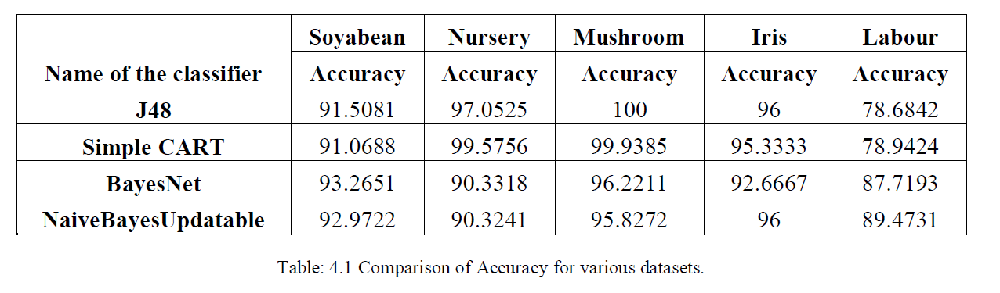 Soyabean Nursery Mushroom Iris Labour
Name of the classifier Accuracy Accuracy Accuracy Accuracy Accuracy
J48 91.5081 97.0525 100 96 78.6842
Simple CART 91.0688 99.5756 99.9385 95.3333 78.9424
BayesNet 93.2651 90.3318 96.2211 92.6667 87.7193
NaiveBayesUpdatable 92.9722 90.3241 95.8272 96 89.4731
Table: 4.1 Comparison of Accuracy for various datasets.